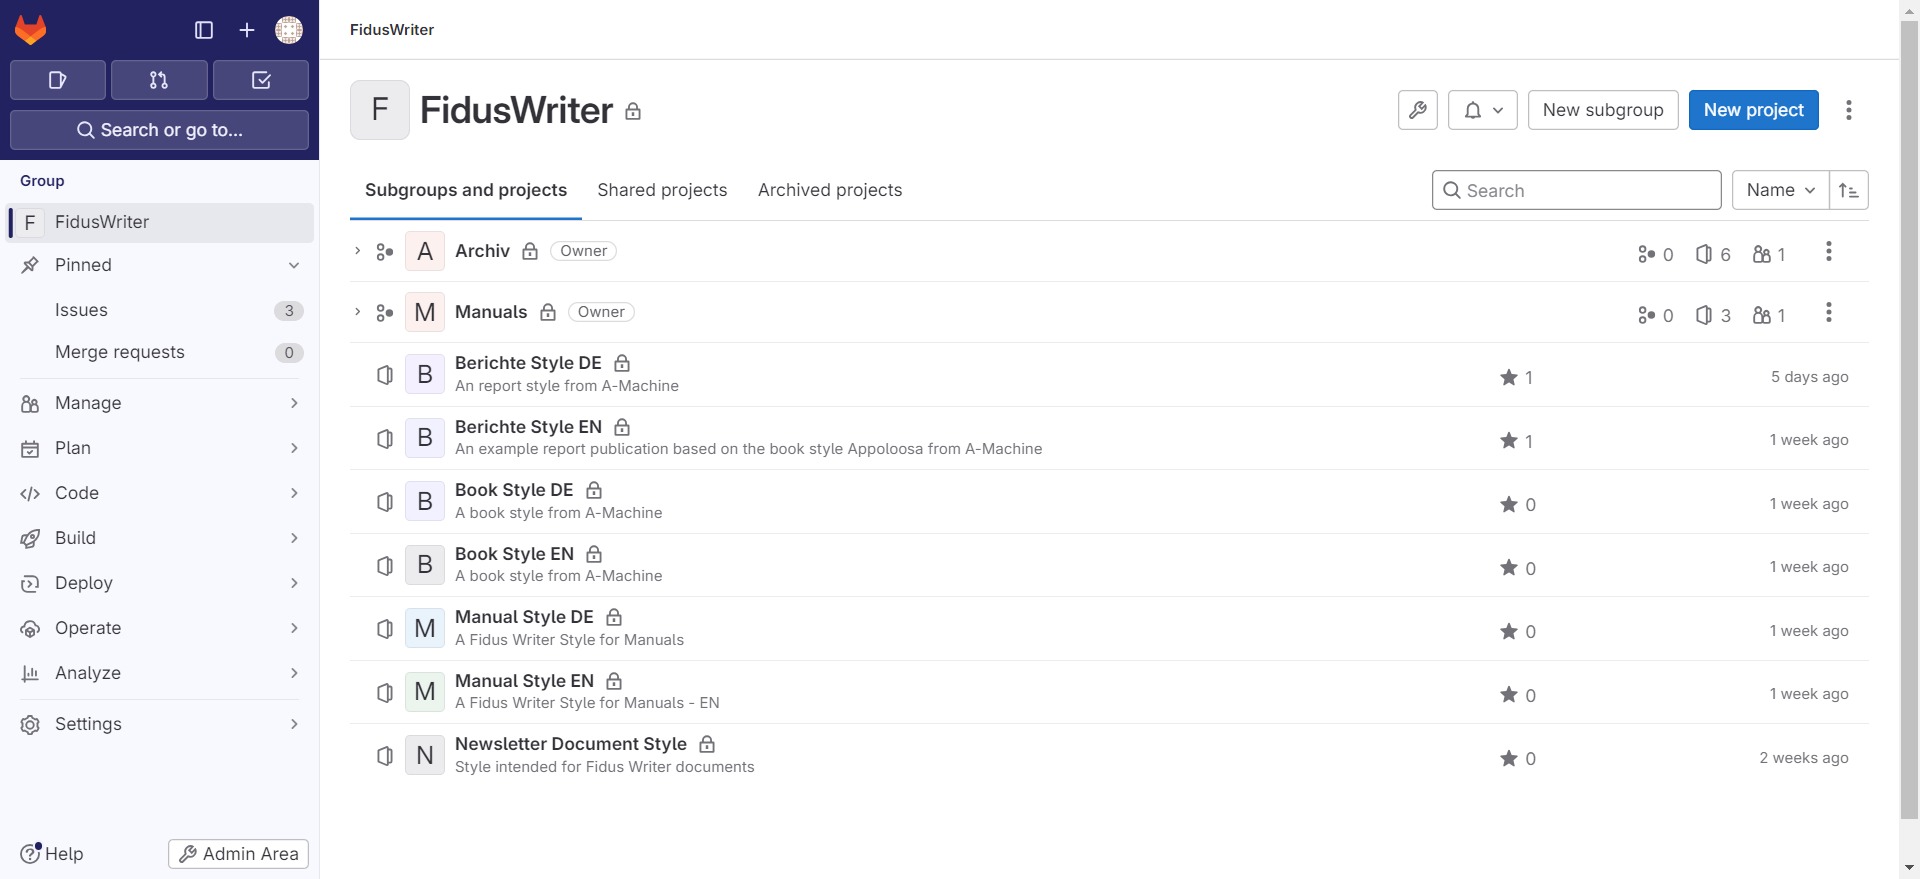 FidusWriter
Search or go to...
Group
F FidusWriter
Pinned
Issues 3
Merge requests 0
Manage
Plan
Code
Build
Deploy
Operate
Analyze
Settings
Help Admin Area
F FidusWriter New subgroup New project
Subgroups and projects Shared projects Archived projects Search Name
A Archiv Owner 0 6 1
M Manuals Owner 0 3 1
B Berichte Style DE
An report style from A-Machine
1 5 days ago
B Berichte Style EN
An example report publication based on the book style Appoloosa from A-Machine
1 1 week ago
B Book Style DE
A book style from A-Machine
0 1 week ago
B Book Style EN
A book style from A-Machine
0 1 week ago
M Manual Style DE
A Fidus Writer Style for Manuals
0 1 week ago
M Manual Style EN
A Fidus Writer Style for Manuals - EN
0 1 week ago
N Newsletter Document Style
Style intended for Fidus Writer documents
0 2 weeks ago